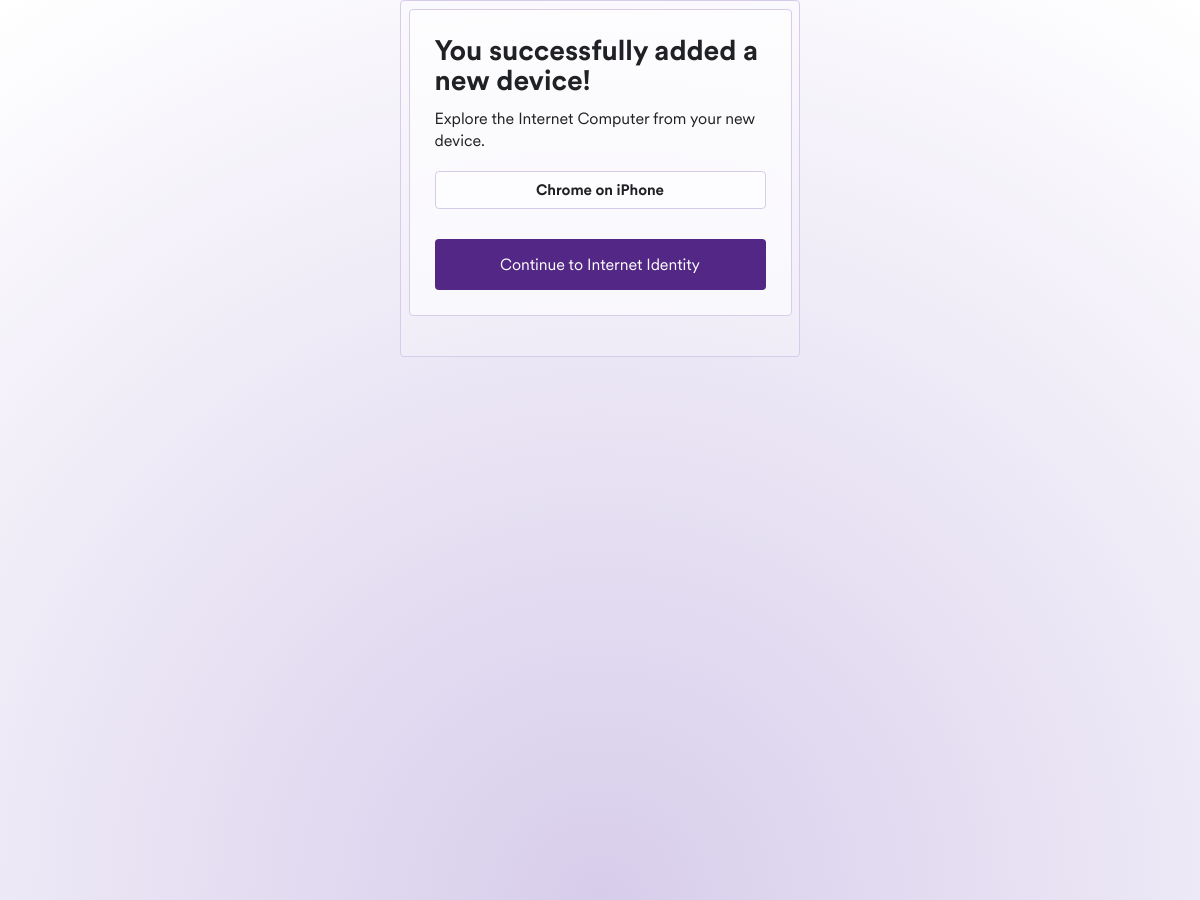 You successfully added a
new device!
Explore the Internet Computer from your new
device.
Chrome on iPhone
Continue to Internet Identity